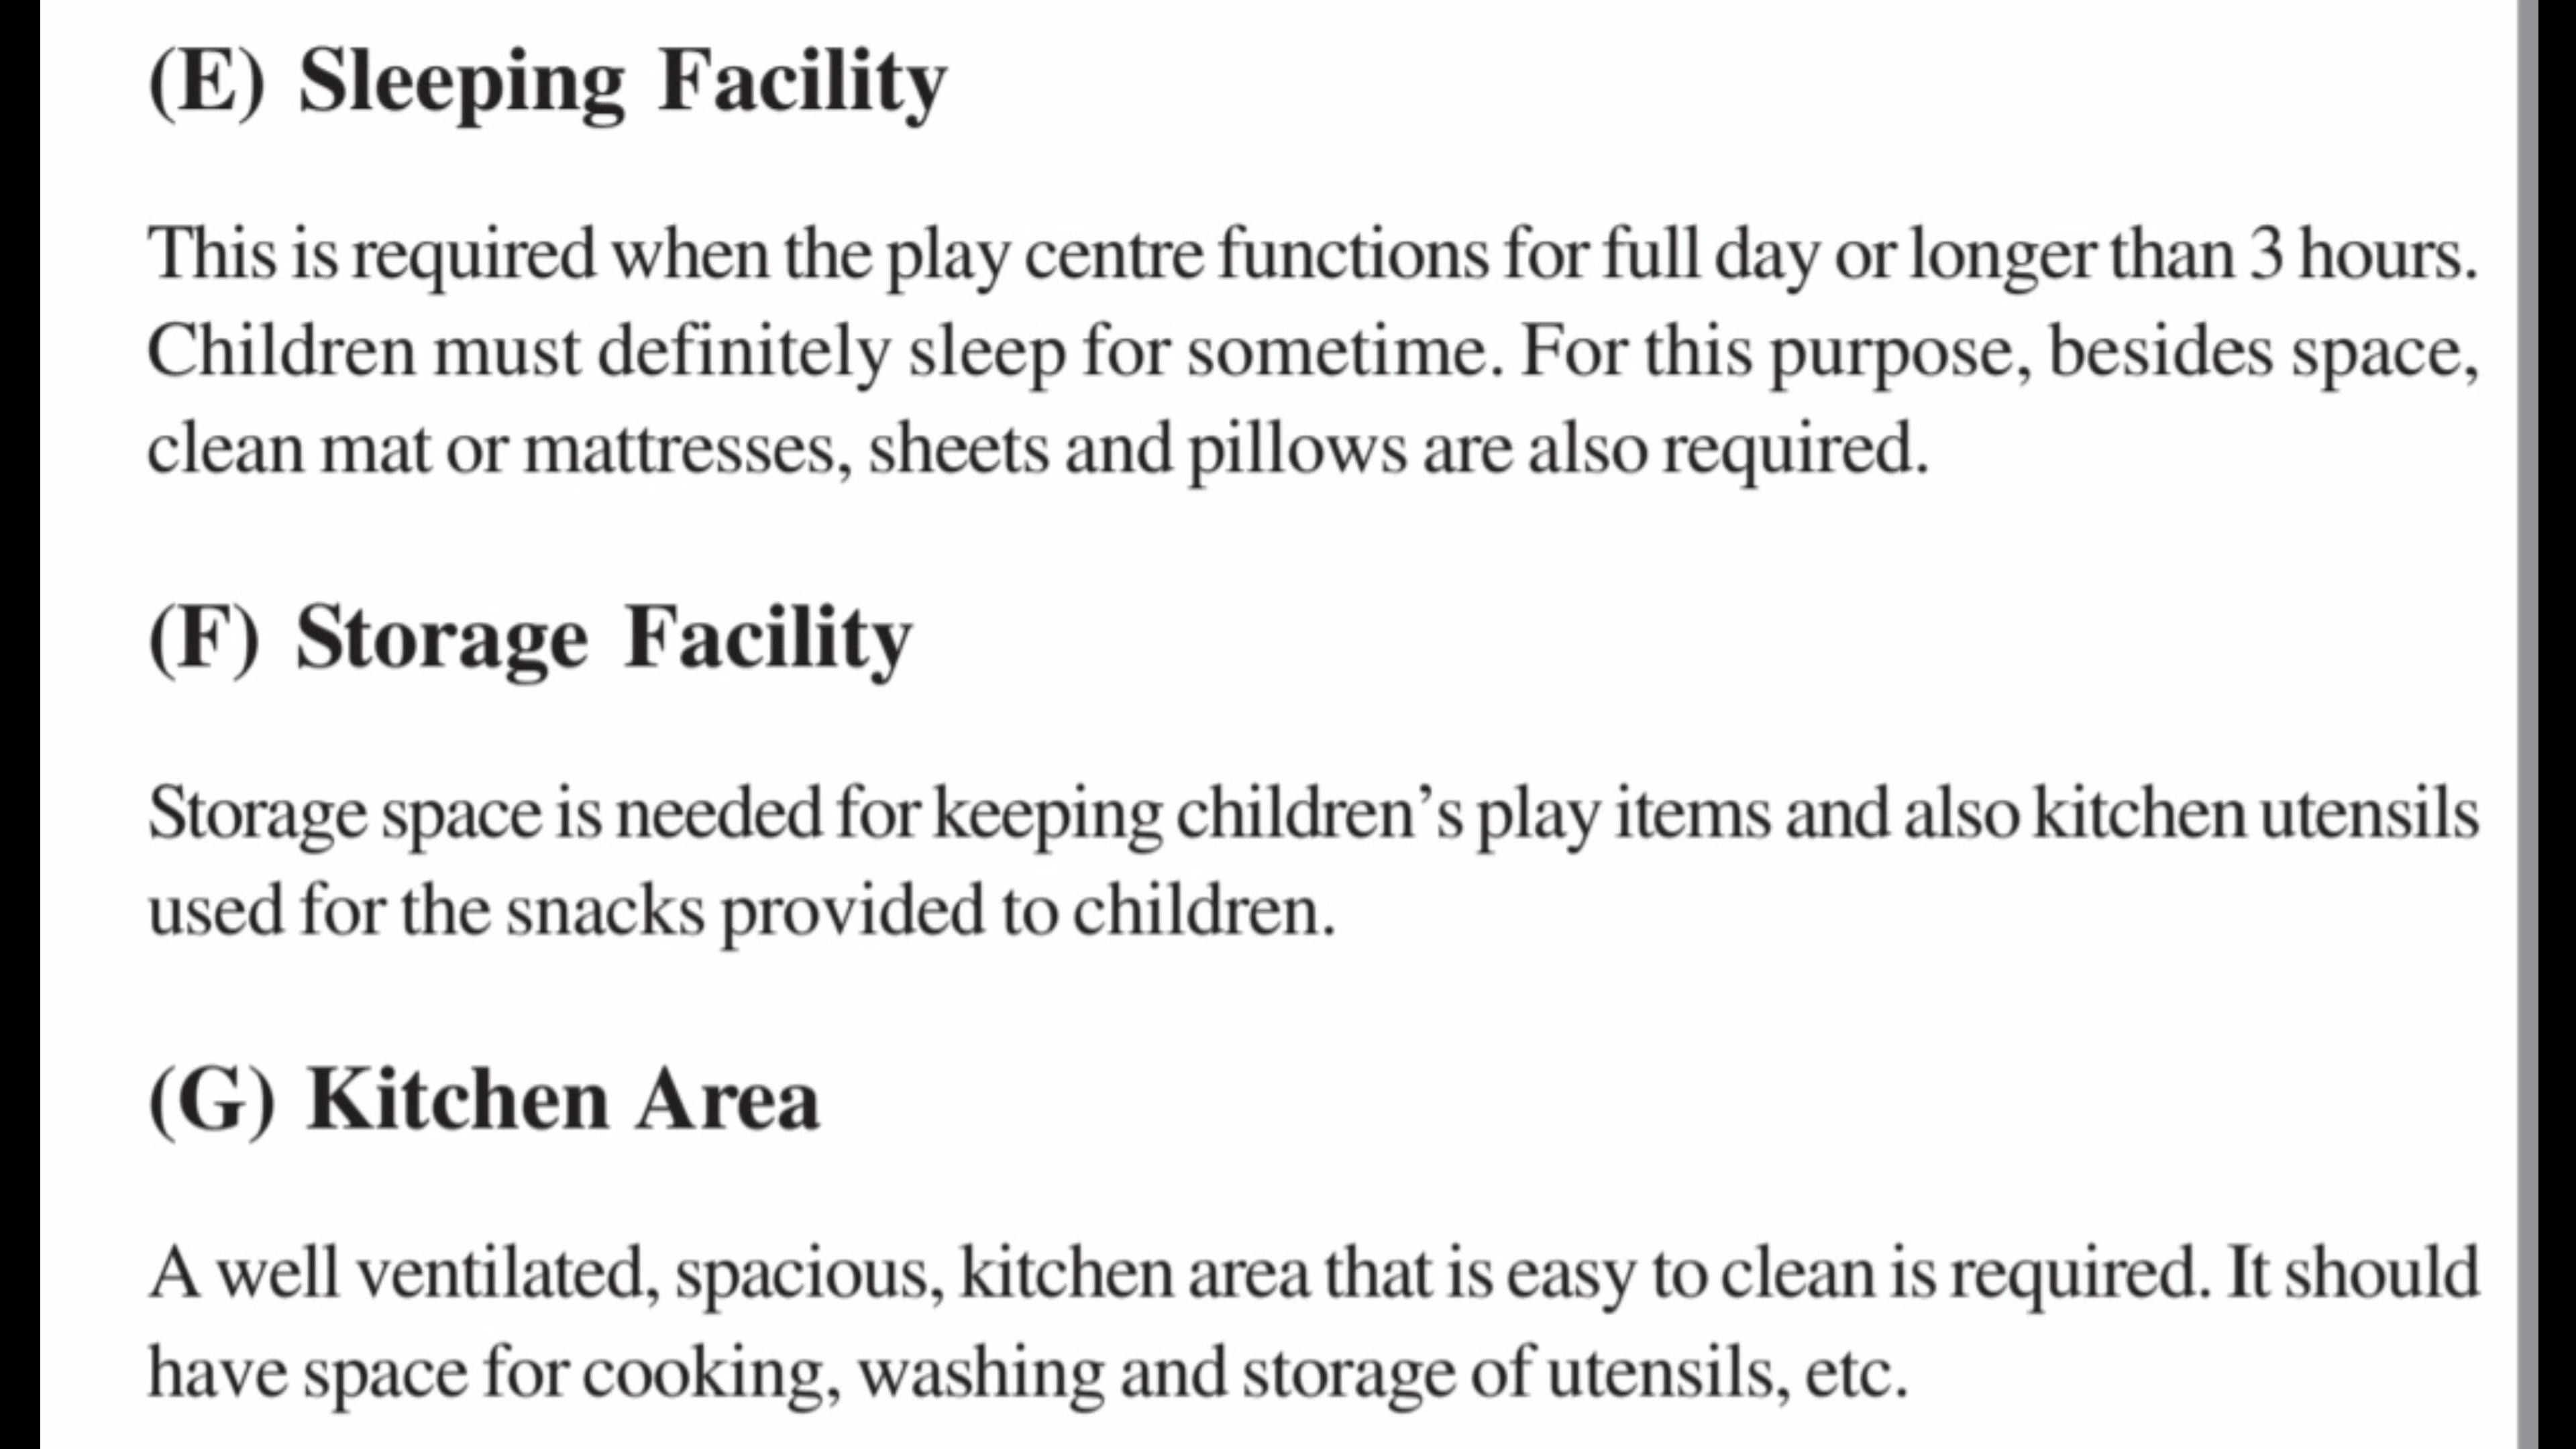 (E) Sleeping Facility
This is required when the play centre functions for full day or longer than 3 hours.
Children must definitely sleep for sometime. For this purpose, besides space,
clean mat or mattresses, sheets and pillows are also required.
(F) Storage Facility
Storage space is needed for keeping children’s play items and also kitchen utensils
used for the snacks provided to children.
(G) Kitchen Area
A well ventilated, spacious, kitchen area that is easy to clean is required. It should
have space for cooking, washing and storage of utensils, etc.